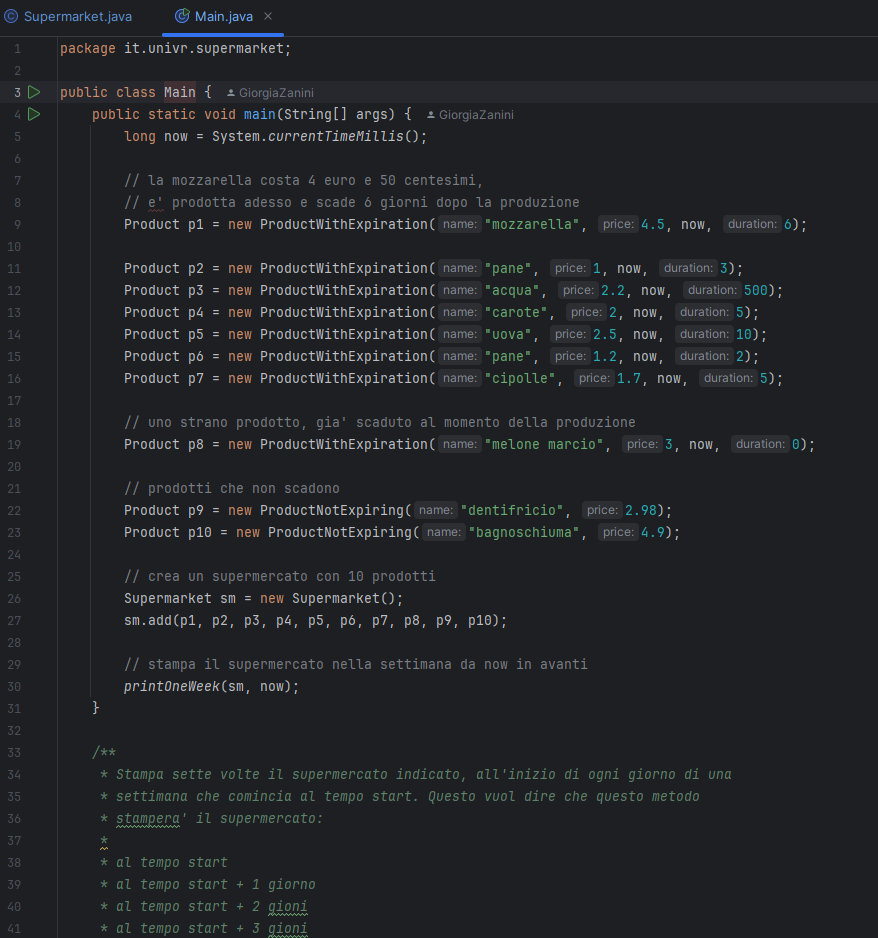 Supermarket.java Main.java ×
1 package it.univr.supermarket;
2
3 public class Main { GiorgiaZanini
4 public static void main(String[] args) { GiorgiaZanini
5 long now = System.currentTimeMillis();
6
7 // la mozzarella costa 4 euro e 50 centesimi,
8 // e' prodotta adesso e scade 6 giorni dopo la produzione
9 Product p1 = new ProductWithExpiration( name: "mozzarella", price: 4.5, now, duration: 6);
10
11 Product p2 = new ProductWithExpiration( name: "pane", price: 1, now, duration: 3);
12 Product p3 = new ProductWithExpiration( name: "acqua", price: 2.2, now, duration: 500);
13 Product p4 = new ProductWithExpiration( name: "carote", price: 2, now, duration: 5);
14 Product p5 = new ProductWithExpiration( name: "uova", price: 2.5, now, duration: 10);
15 Product p6 = new ProductWithExpiration( name: "pane", price: 1.2, now, duration: 2);
16 Product p7 = new ProductWithExpiration( name: "cipolle", price: 1.7, now, duration: 5);
17
18 // uno strano prodotto, gia' scaduto al momento della produzione
19 Product p8 = new ProductWithExpiration( name: "melone marcio", price: 3, now, duration: 0);
20
21 // prodotti che non scadono
22 Product p9 = new ProductNotExpiring( name: "dentifricio", price: 2.98);
23 Product p10 = new ProductNotExpiring( name: "bagnoschiuma", price: 4.9);
24
25 // crea un supermercato con 10 prodotti
26 Supermarket sm = new Supermarket();
27 sm.add(p1, p2, p3, p4, p5, p6, p7, p8, p9, p10);
28
29 // stampa il supermercato nella settimana da now in avanti
30 printOneWeek(sm, now);
31 }
32
33 /**
34 * Stampa sette volte il supermercato indicato, all'inizio di ogni giorno di una
35 * settimana che comincia al tempo start. Questo vuol dire che questo metodo
36 * stampera' il supermercato:
37 *
38 * al tempo start
39 * al tempo start + 1 giorno
40 * al tempo start + 2 gioni
41 * al tempo start + 3 gioni